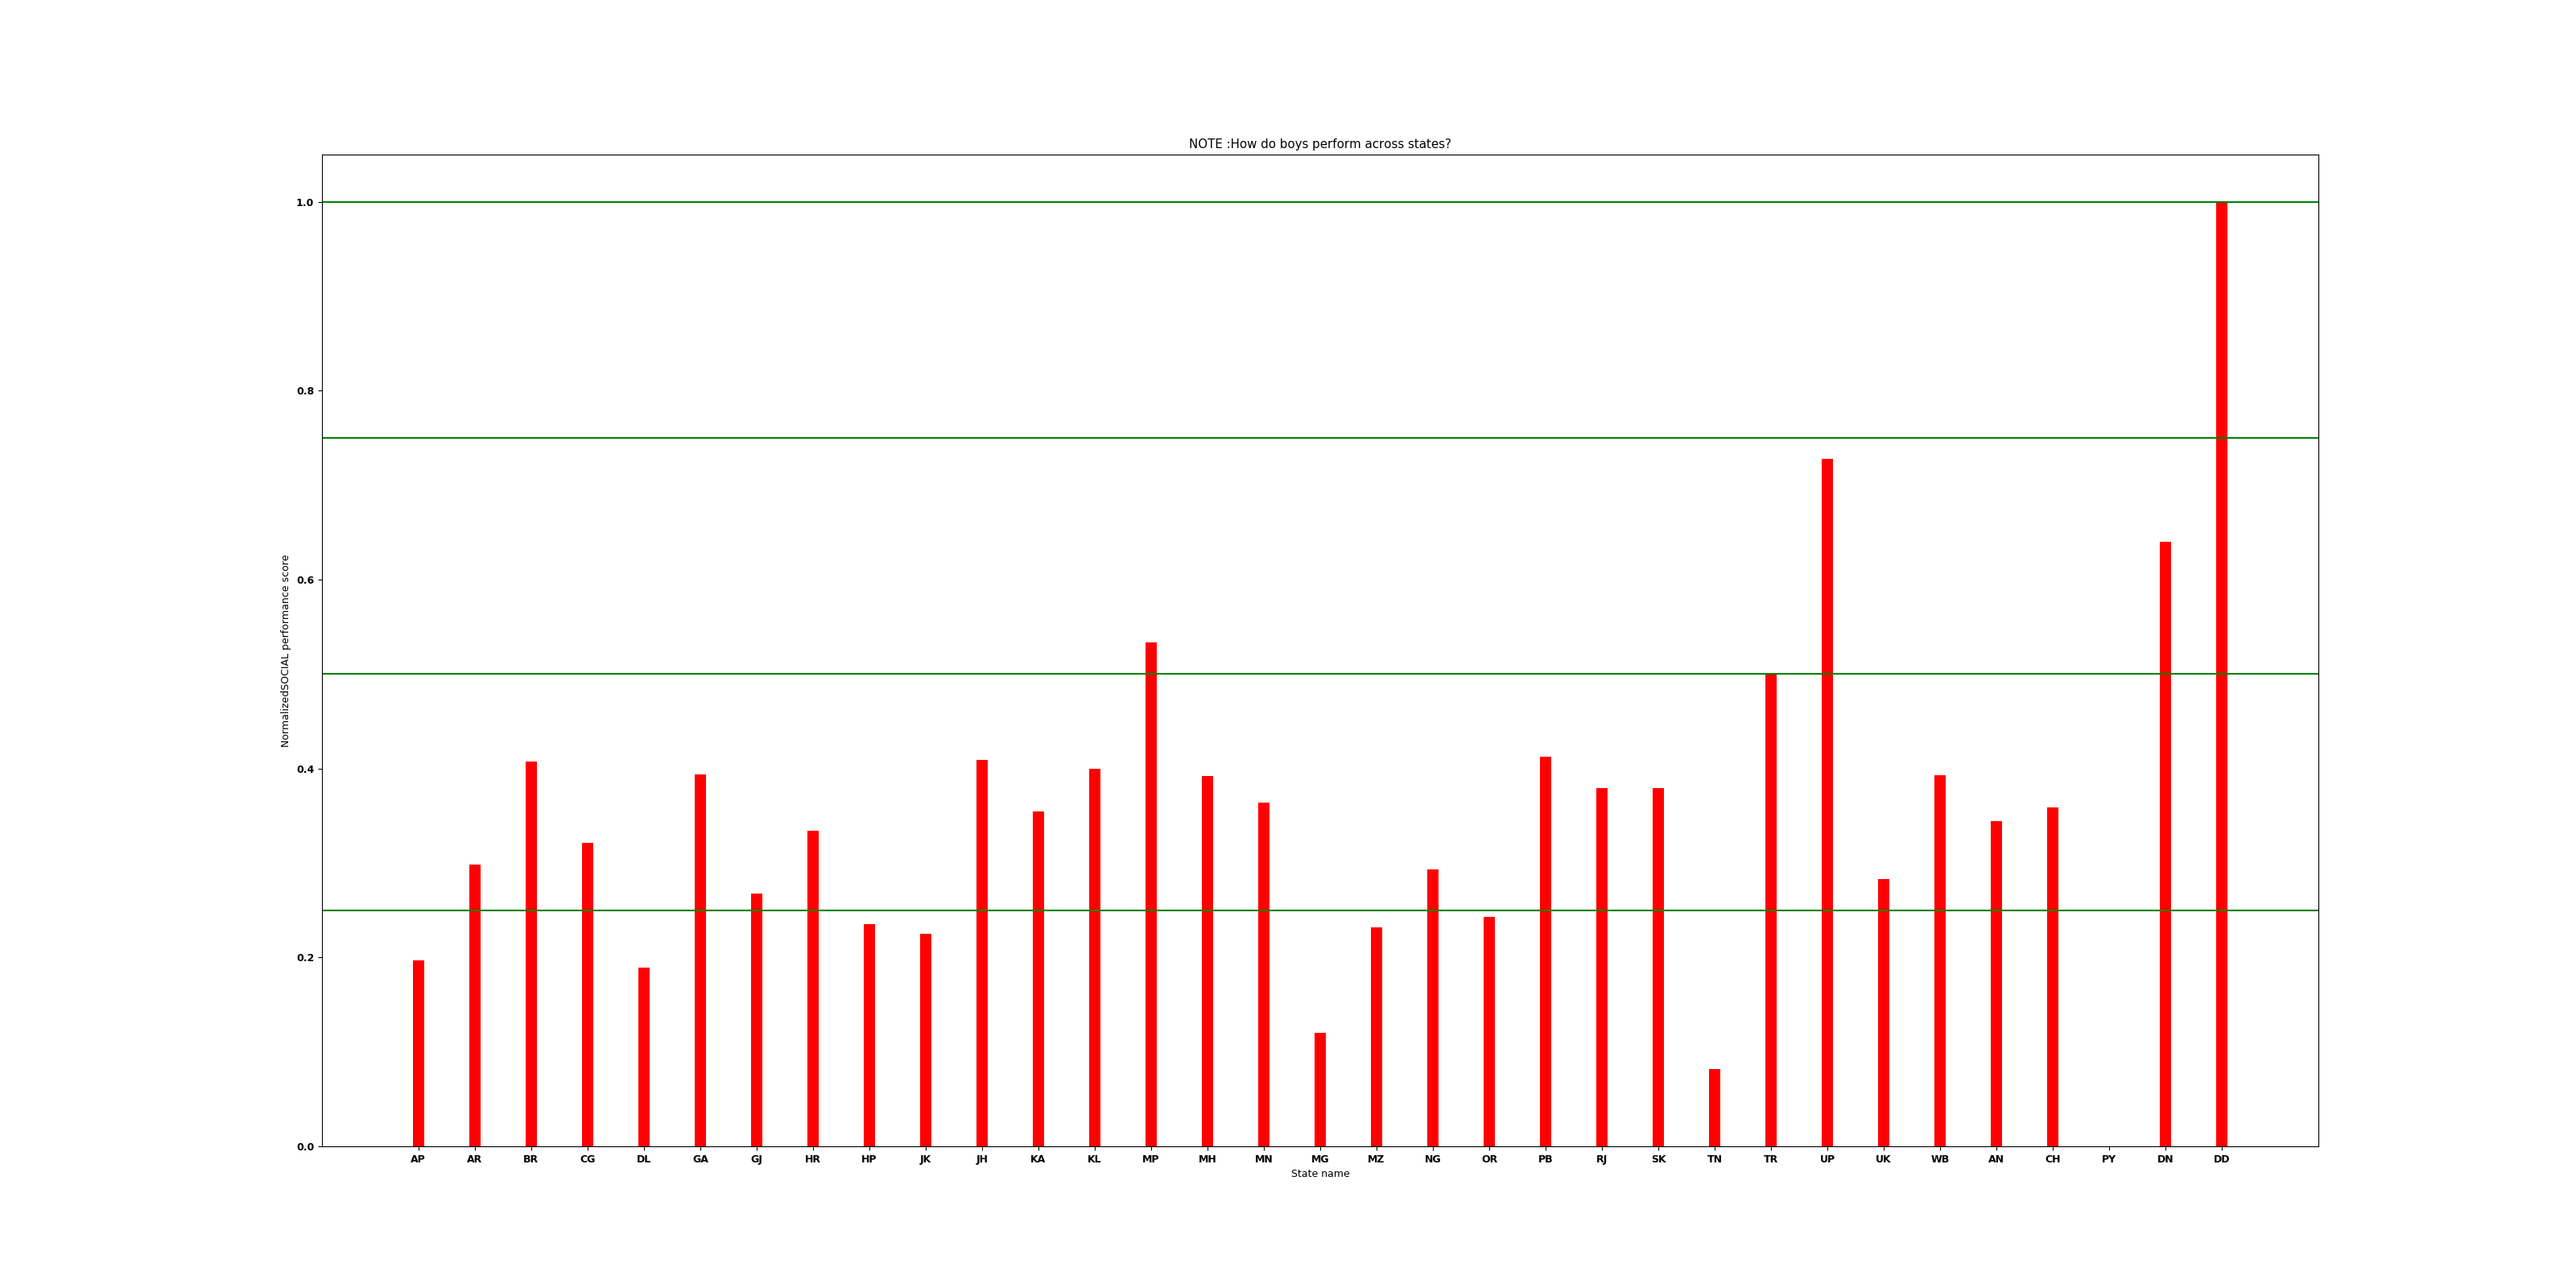 NOTE :How do boys perform across states?
NormalizedSOCIAL performance score
1.0
0.8
0.6
0.4
0.2
0.0
AP AR BR CG DL GA GJ HR HP JK JH KA KL MP MH MN MG MZ NG OR PB RJ SK TN TR UP UK WB AN CH PY DN DD
State name